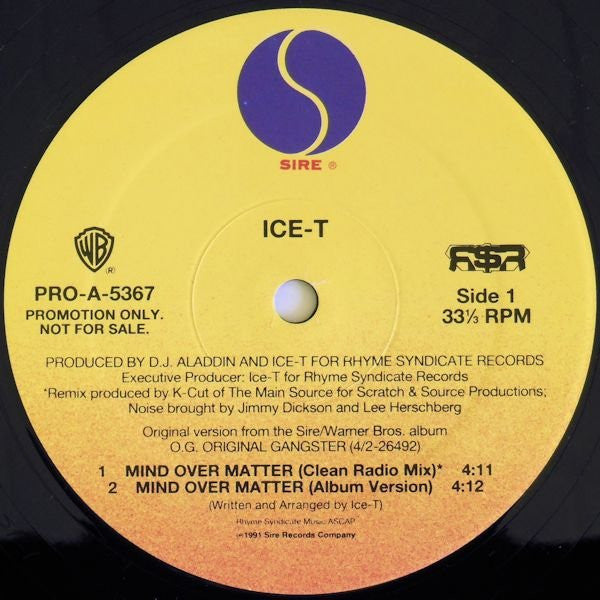 SIRE ®
ICE-T
WB
®
PRO-A-5367
PROMOTION ONLY.
NOT FOR SALE.
R$R
Side 1
33⅓ RPM
PRODUCED BY D.J. ALADDIN AND ICE-T FOR RHYME SYNDICATE RECORDS
Executive Producer: Ice-T for Rhyme Syndicate Records
*Remix produced by K-Cut of The Main Source for Scratch & Source Productions;
Noise brought by Jimmy Dickson and Lee Herschberg
Original version from the Sire/Warner Bros. album
O.G. ORIGINAL GANGSTER (4/2-26492)
1 MIND OVER MATTER (Clean Radio Mix)* 4:11
2 MIND OVER MATTER (Album Version) 4:12
(Written and Arranged by Ice-T)
Rhyme Syndicate Music ASCAP
℗1991 Sire Records Company